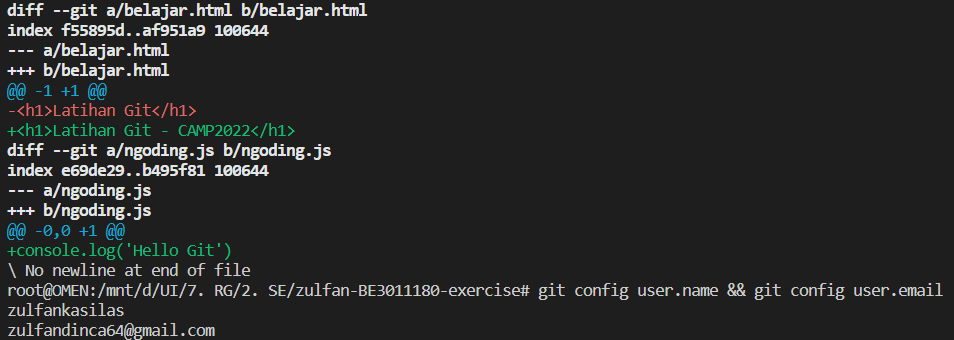 diff --git a/belajar.html b/belajar.html
index f55895d..af951a9 100644
--- a/belajar.html
+++ b/belajar.html
@@ -1 +1 @@
-<h1>Latihan Git</h1>
+<h1>Latihan Git - CAMP2022</h1>
diff --git a/ngoding.js b/ngoding.js
index e69de29..b495f81 100644
--- a/ngoding.js
+++ b/ngoding.js
@@ -0,0 +1 @@
+console.log('Hello Git')
\ No newline at end of file
root@OMEN:/mnt/d/UI/7. RG/2. SE/zulfan-BE3011180-exercise# git config user.name && git config user.email
zulfankasilas
zulfandinca64@gmail.com